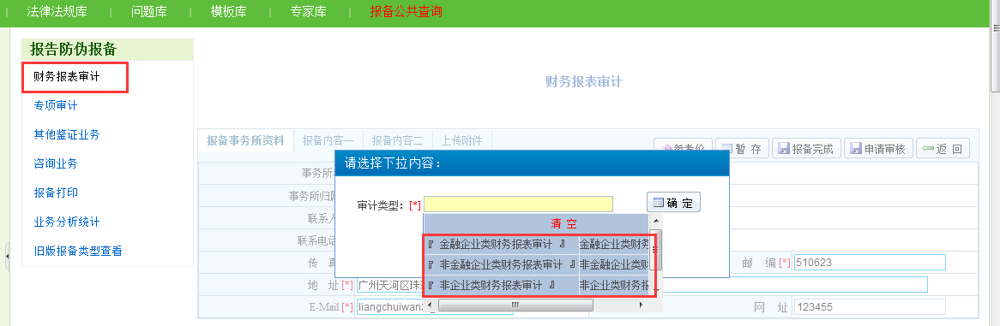 法律法规库 问题库 模板库 专家库 报备公共查询
报告防伪报备
财务报表审计
专项审计
其他鉴证业务
咨询业务
报备打印
业务分析统计
旧版报备类型查看
财务报表审计
报备事务所资料 报备内容一 报备内容二 上传附件
参考价 暂 存 报备完成 申请审核 返 回
请选择下拉内容：
审计类型：[*] 确 定
清 空
『 金融企业类财务报表审计 』 金融企业类财务
『 非金融企业类财务报表审计 』 非金融企业类财
『 非企业类财务报表审计 』 非企业类财务报
事务所
事务所归属
联系人
联系电话
传 真 邮 编 [*] 510623
地 址 [*] 广州天河区珠
E-Mail [*] liangchuiwan 网 址 123455